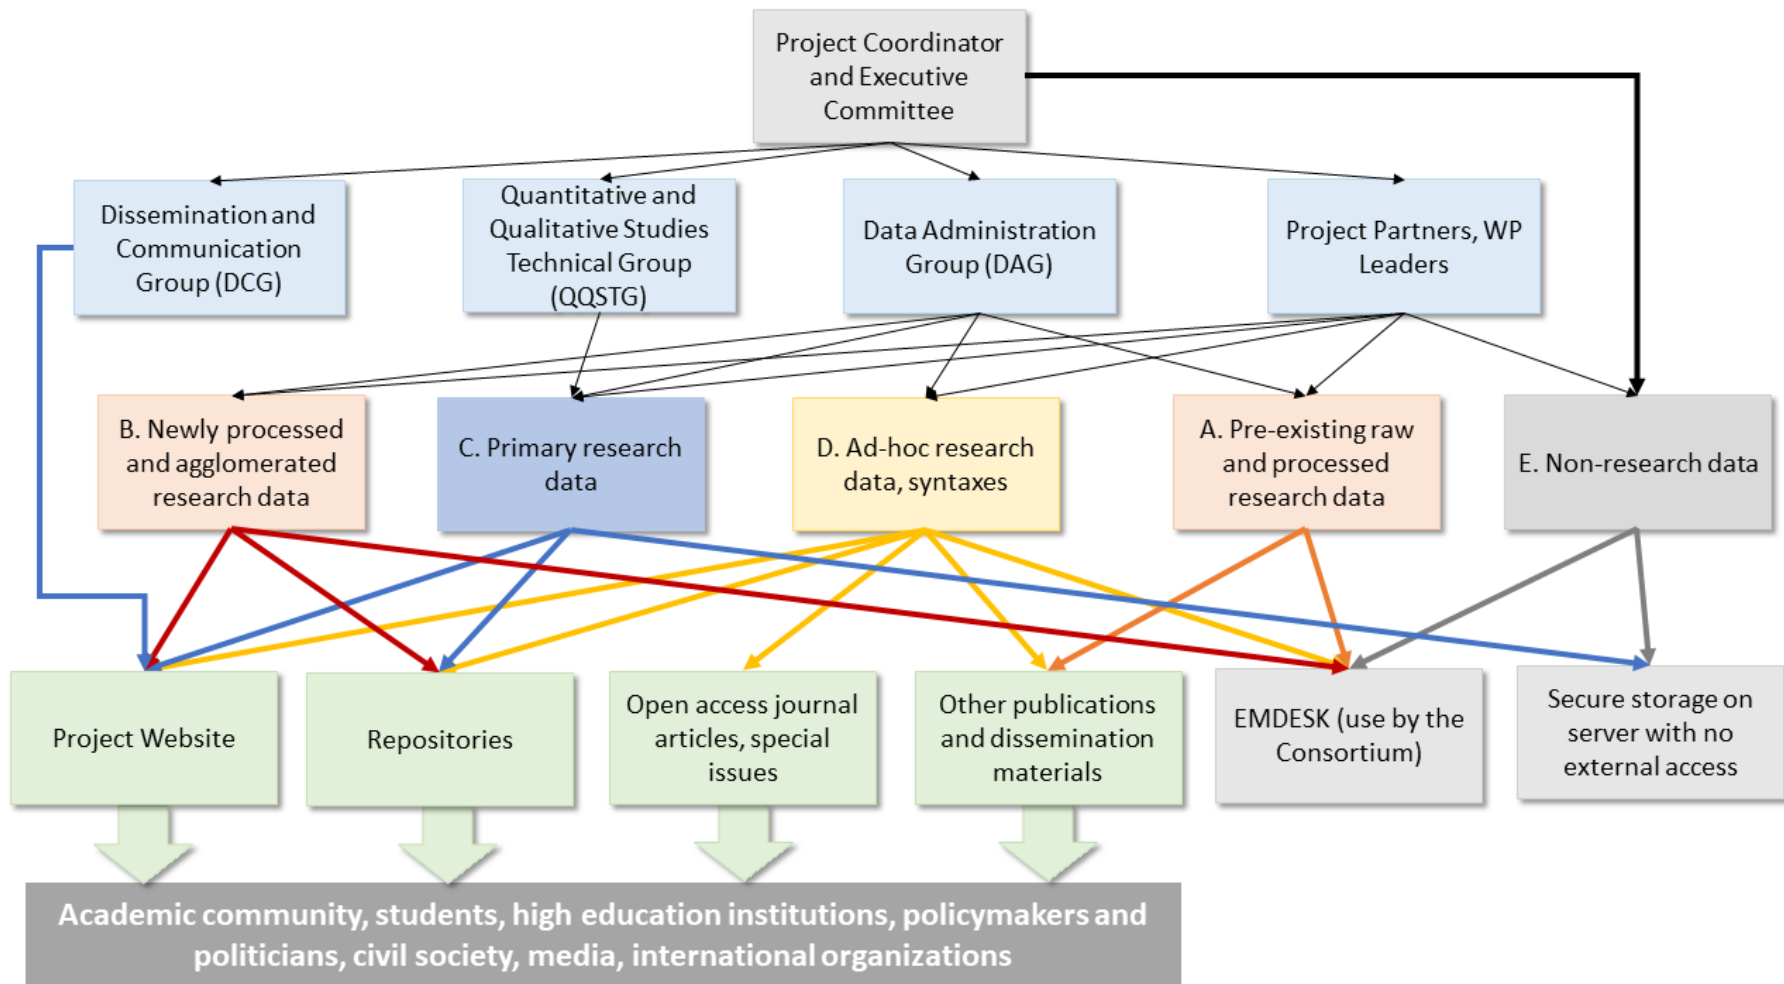 Project Coordinator
and Executive
Committee
Dissemination and
Communication
Group (DCG)
Quantitative and
Qualitative Studies
Technical Group
(QQSTG)
Data Administration
Group (DAG)
Project Partners, WP
Leaders
B. Newly processed
and agglomerated
research data
C. Primary research
data
D. Ad-hoc research
data, syntaxes
A. Pre-existing raw
and processed
research data
E. Non-research data
Project Website
Repositories
Open access journal
articles, special
issues
Other publications
and dissemination
materials
EMDESK (use by the
Consortium)
Secure storage on
server with no
external access
Academic community, students, high education institutions, policymakers and
politicians, civil society, media, international organizations